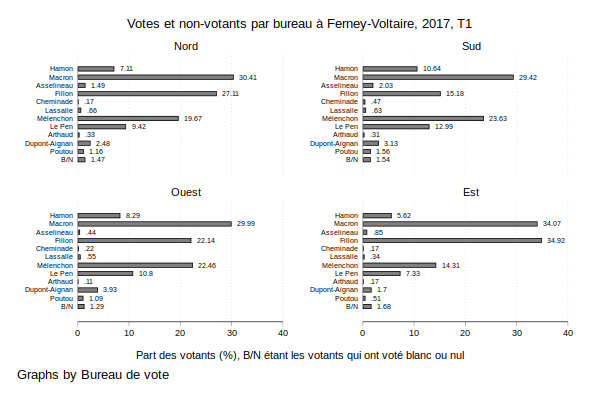 Votes et non-votants par bureau à Ferney-Voltaire, 2017, T1
Nord
Hamon 7.11
Macron 30.41
Asselineau 1.49
Fillon 27.11
Cheminade .17
Lassalle .66
Mélenchon 19.67
Le Pen 9.42
Arthaud .33
Dupont-Aignan 2.48
Poutou 1.16
B/N 1.47
Sud
Hamon 10.64
Macron 29.42
Asselineau 2.03
Fillon 15.18
Cheminade .47
Lassalle .63
Mélenchon 23.63
Le Pen 12.99
Arthaud .31
Dupont-Aignan 3.13
Poutou 1.56
B/N 1.54
Ouest
Hamon 8.29
Macron 29.99
Asselineau .44
Fillon 22.14
Cheminade .22
Lassalle .55
Mélenchon 22.46
Le Pen 10.8
Arthaud .11
Dupont-Aignan 3.93
Poutou 1.09
B/N 1.29
0 10 20 30 40
Est
Hamon 5.62
Macron 34.07
Asselineau .85
Fillon 34.92
Cheminade .17
Lassalle .34
Mélenchon 14.31
Le Pen 7.33
Arthaud .17
Dupont-Aignan 1.7
Poutou .51
B/N 1.68
0 10 20 30 40
Part des votants (%), B/N étant les votants qui ont voté blanc ou nul
Graphs by Bureau de vote